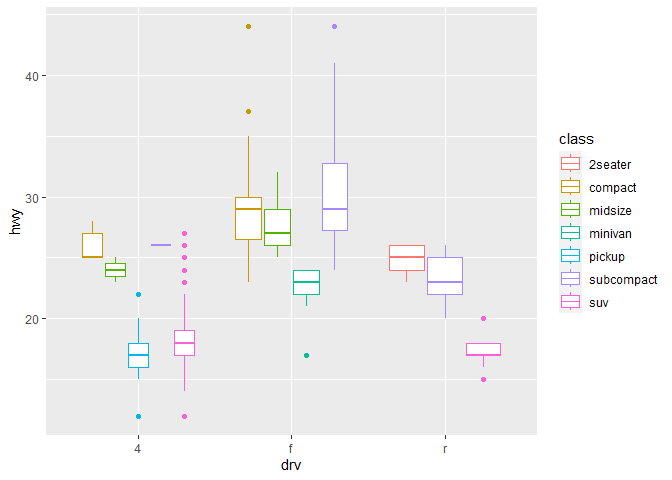 hwy
40
30
20
4
f
r
drv
class
2seater
compact
midsize
minivan
pickup
subcompact
suv